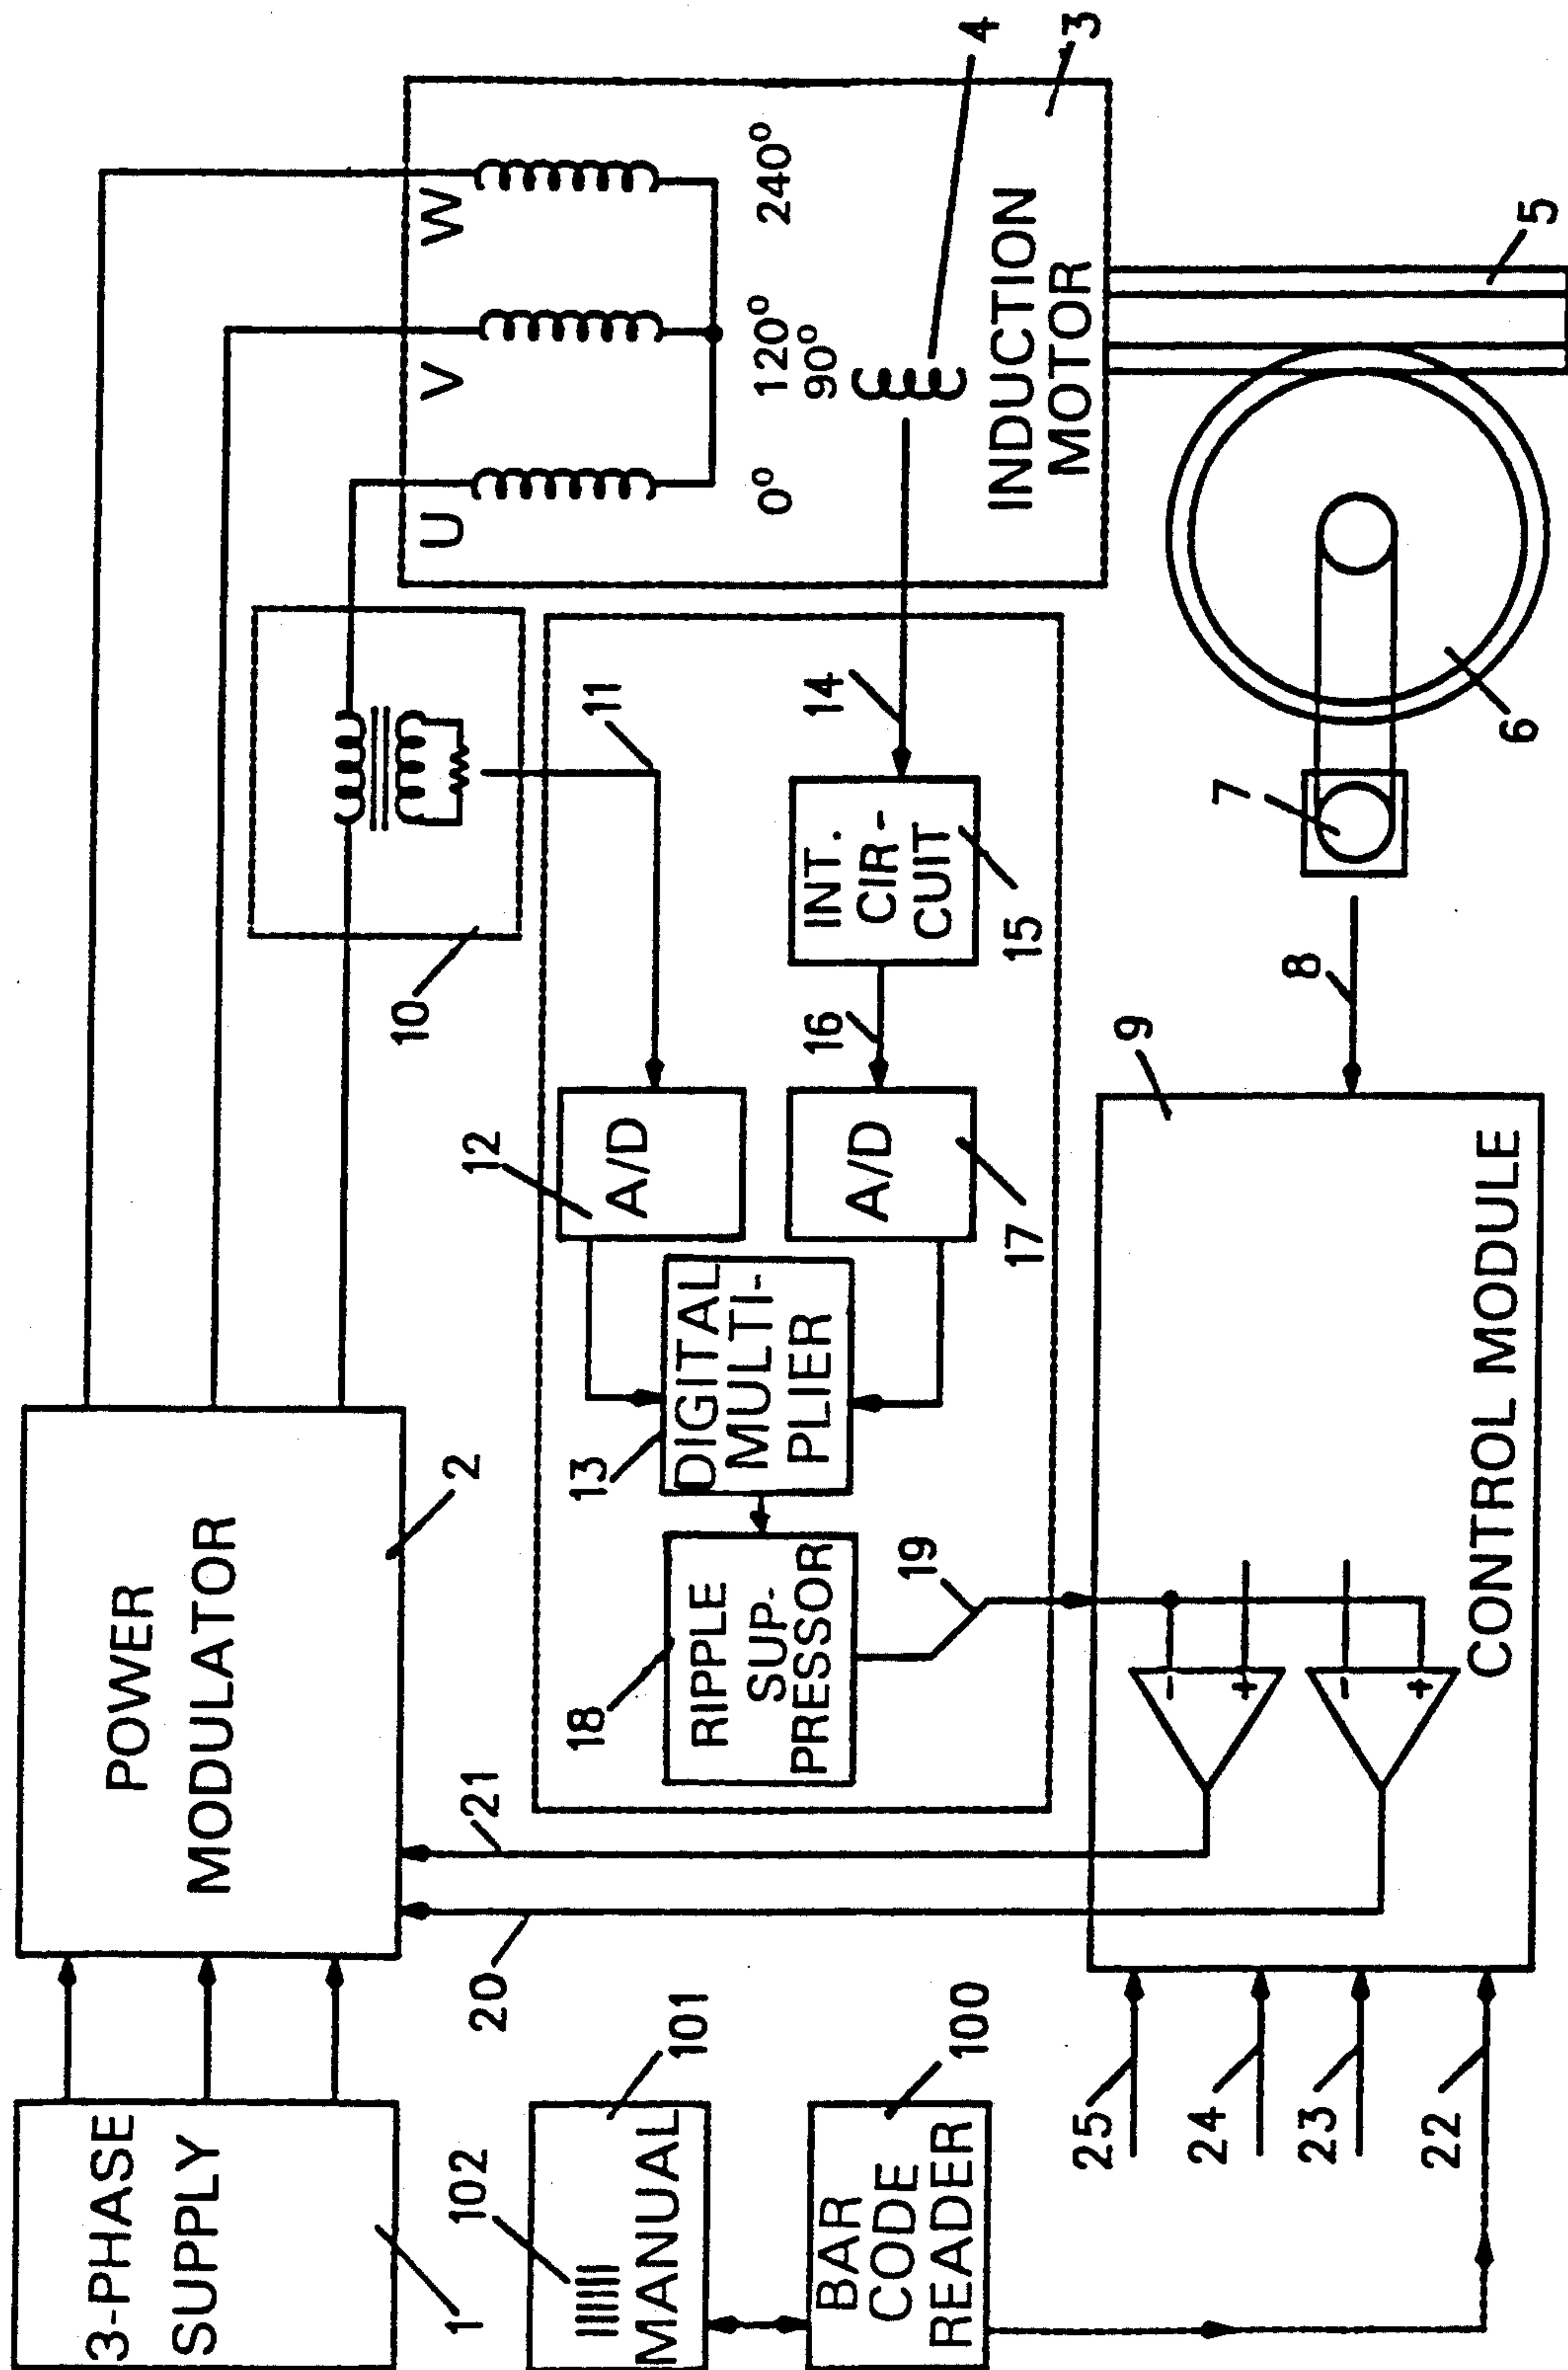 3-PHASE
SUPPLY
1
POWER
MODULATOR
2
U
V
W
0°
120°
90°
240°
4
INDUCTION
MOTOR
3
10
11
102
MANUAL
101
20
21
18
RIPPLE
SUP-
PRESSOR
19
13
DIGITAL
MULTI-
PLIER
12
A/D
A/D
17
16
INT.
CIR-
CUIT
15
14
BAR
CODE
READER
100
25
24
23
22
-
+
-
+
CONTROL MODULE
9
8
7
6
5